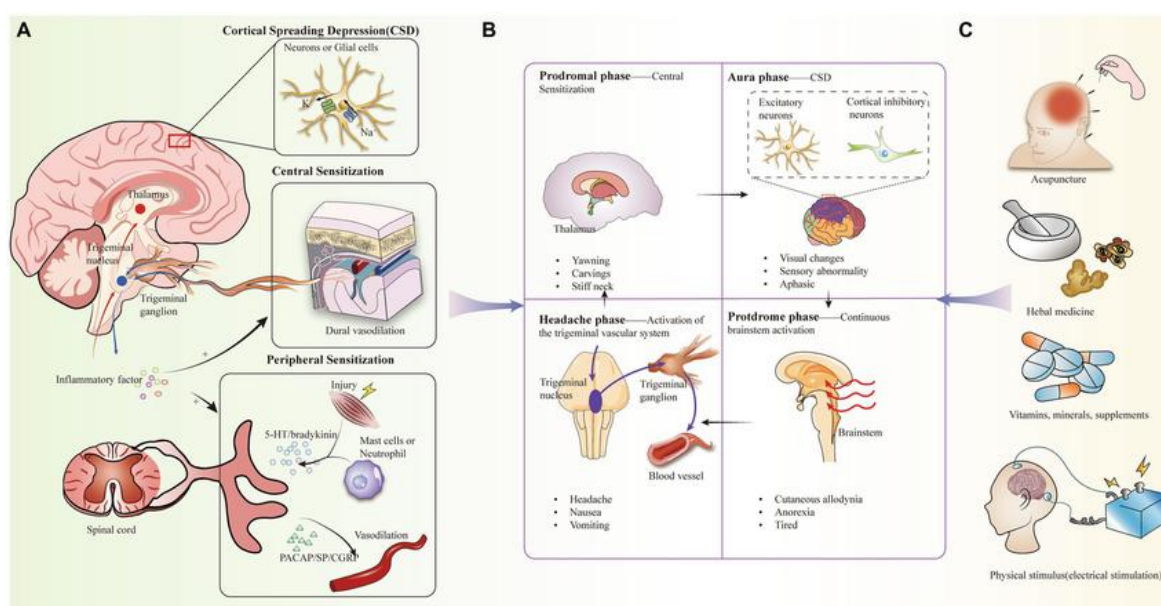 A
Cortical Spreading Depression(CSD)
Neurons or Glial cells
K
Na
Central Sensitization
Thalamus
Trigeminal
nucleus
Trigeminal
ganglion
Dural vasodilation
Peripheral Sensitization
Inflammatory factor
+
+
Injury
5-HT/bradykinin
Mast cells or
Neutrophil
Spinal cord
Vasodilation
PACAP/SP/CGRP
B
Prodromal phase——Central
Sensitization
Thalamus
• Yawning
• Carvings
• Stiff neck
Aura phase——CSD
Excitatory
neurons
Cortical inhibitory
neurons
• Visual changes
• Sensory abnormality
• Aphasic
Headache phase——Activation of
the trigeminal vascular system
Trigeminal
nucleus
Trigeminal
ganglion
Blood vessel
• Headache
• Nausea
• Vomiting
Protdrome phase——Continuous
brainstem activation
Brainstem
• Cutaneous allodynia
• Anorexia
• Tired
C
Acupuncture
Hebal medicine
Vitamins, minerals, supplements
Physical stimulus(electrical stimulation)